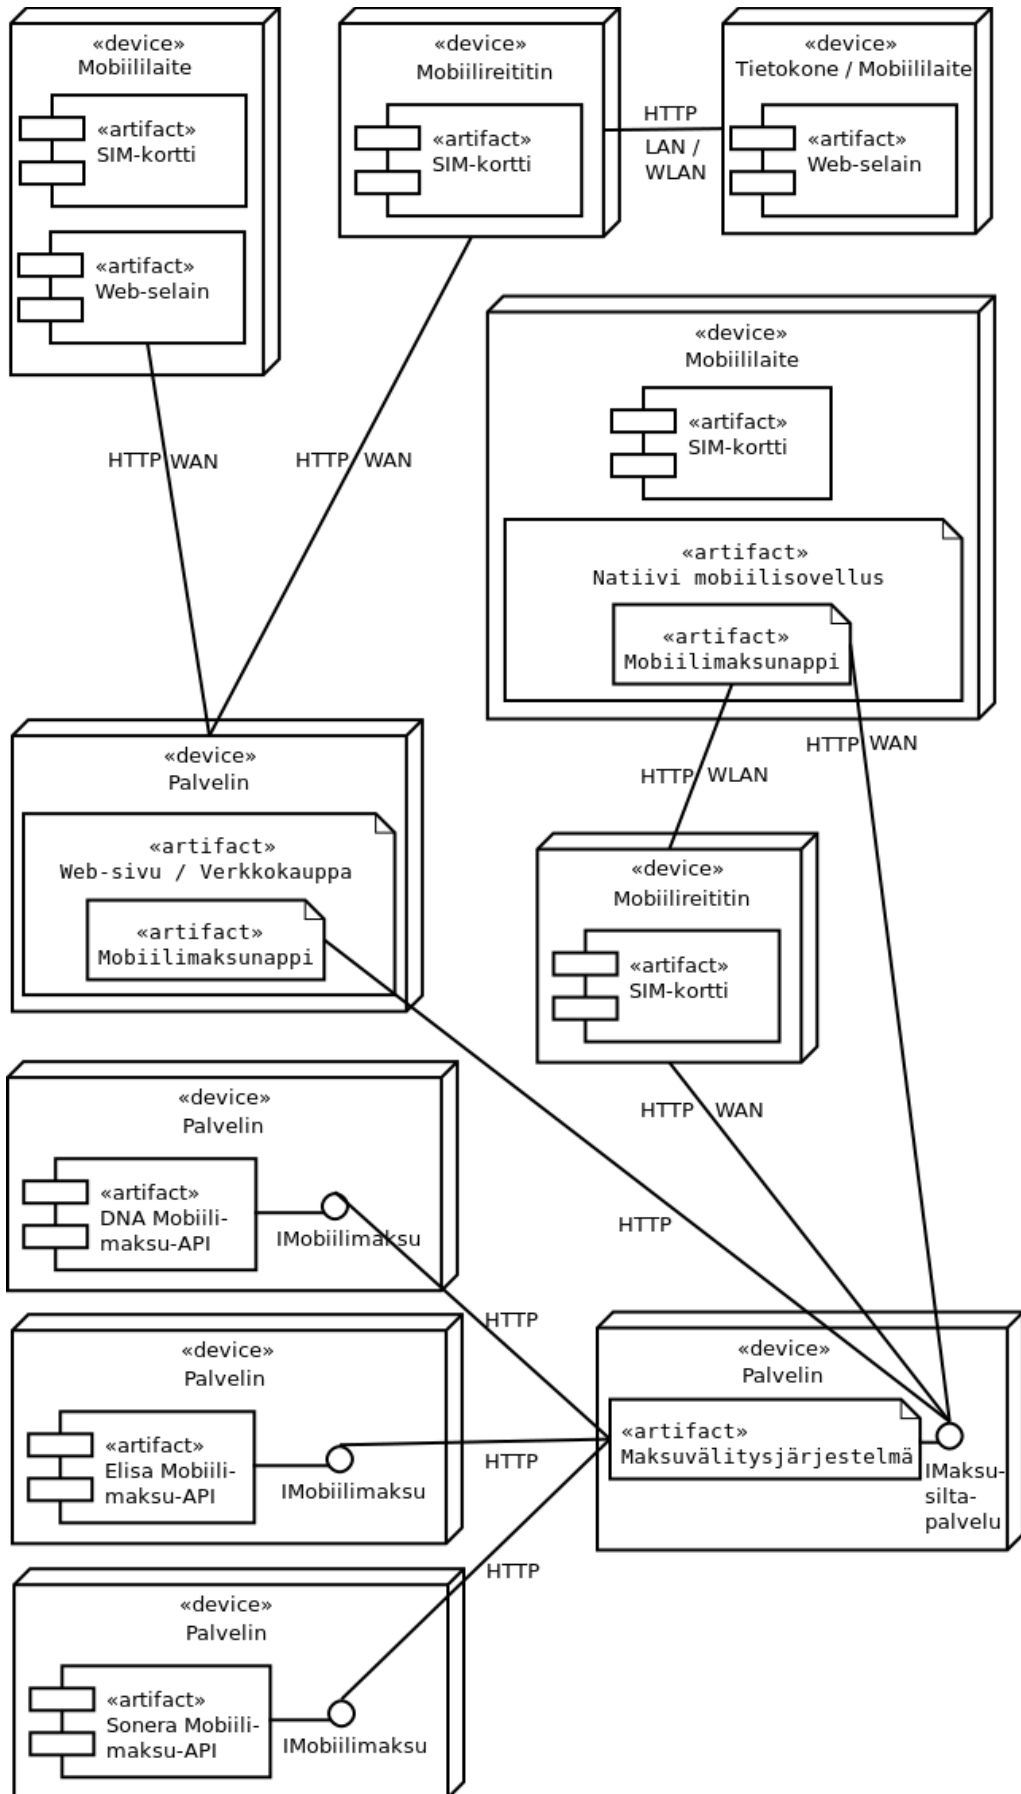 «device»
Mobiililaite
«artifact»
SIM-kortti
«artifact»
Web-selain
«device»
Mobiilireititin
«artifact»
SIM-kortti
HTTP
LAN /
WLAN
«device»
Tietokone / Mobiililaite
«artifact»
Web-selain
HTTP WAN
HTTP WAN
«device»
Mobiililaite
«artifact»
SIM-kortti
«artifact»
Natiivi mobiilisovellus
«artifact»
Mobiilimaksunappi
HTTP WAN
HTTP WLAN
«device»
Palvelin
«artifact»
Web-sivu / Verkkokauppa
«artifact»
Mobiilimaksunappi
«device»
Mobiilireititin
«artifact»
SIM-kortti
HTTP WAN
HTTP
«device»
Palvelin
«artifact»
DNA Mobiili-
maksu-API
IMobiilimaksu
HTTP
«device»
Palvelin
«artifact»
Elisa Mobiili-
maksu-API
IMobiilimaksu
HTTP
«device»
Palvelin
«artifact»
Maksuvälitysjärjestelmä
IMaksu-
silta-
palvelu
HTTP
«device»
Palvelin
«artifact»
Sonera Mobiili-
maksu-API
IMobiilimaksu